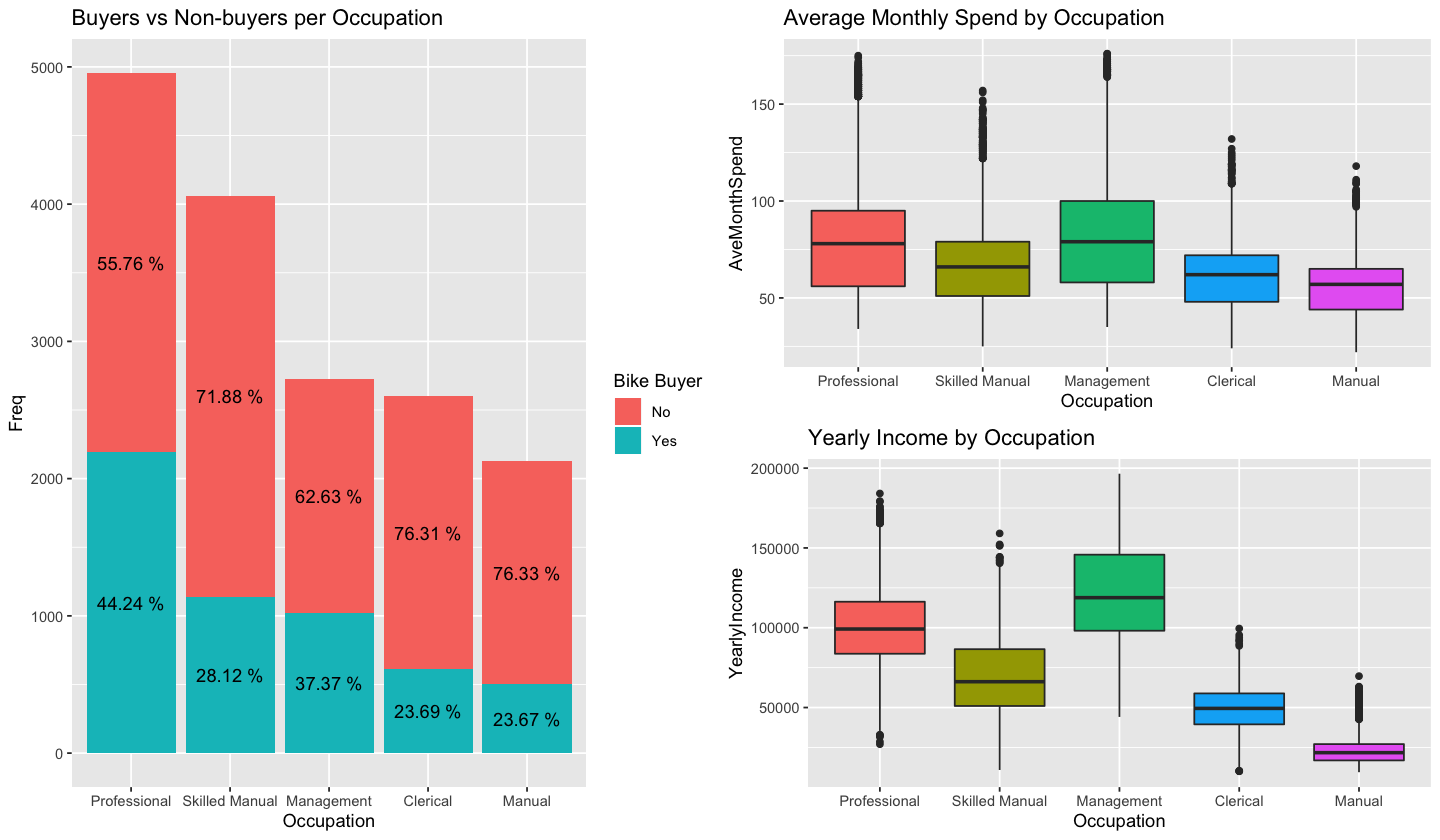 Buyers vs Non-buyers per Occupation
Freq
5000
4000
3000
2000
1000
0
55.76 %
44.24 %
71.88 %
28.12 %
62.63 %
37.37 %
76.31 %
23.69 %
76.33 %
23.67 %
Professional Skilled Manual Management Clerical Manual
Occupation
Bike Buyer
No
Yes
Average Monthly Spend by Occupation
AveMonthSpend
150
100
50
Professional Skilled Manual Management Clerical Manual
Occupation
Yearly Income by Occupation
YearlyIncome
200000
150000
100000
50000
Professional Skilled Manual Management Clerical Manual
Occupation